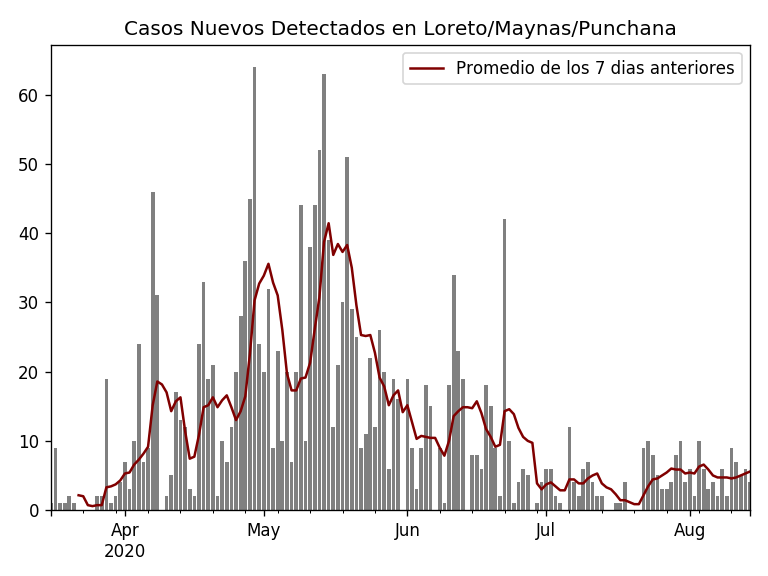 Casos Nuevos Detectados en Loreto/Maynas/Punchana
Promedio de los 7 dias anteriores
60
50
40
30
20
10
0
Apr May Jun Jul Aug
2020